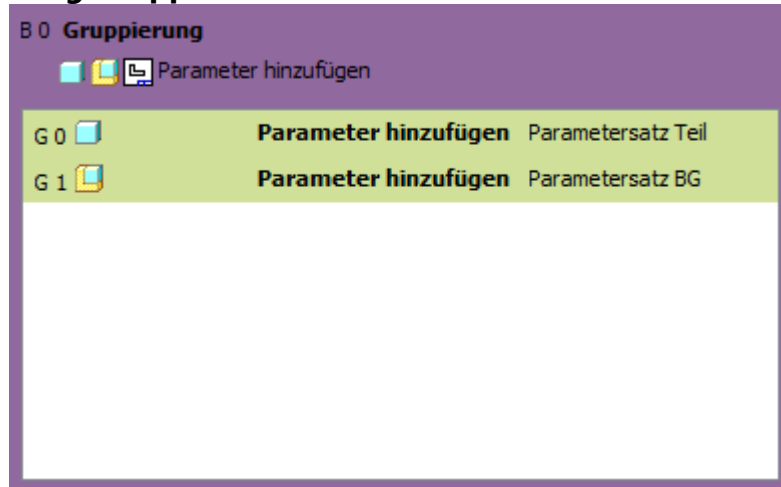 B 0 Gruppierung
Parameter hinzufügen
G 0 Parameter hinzufügen Parametersatz Teil
G 1 Parameter hinzufügen Parametersatz BG